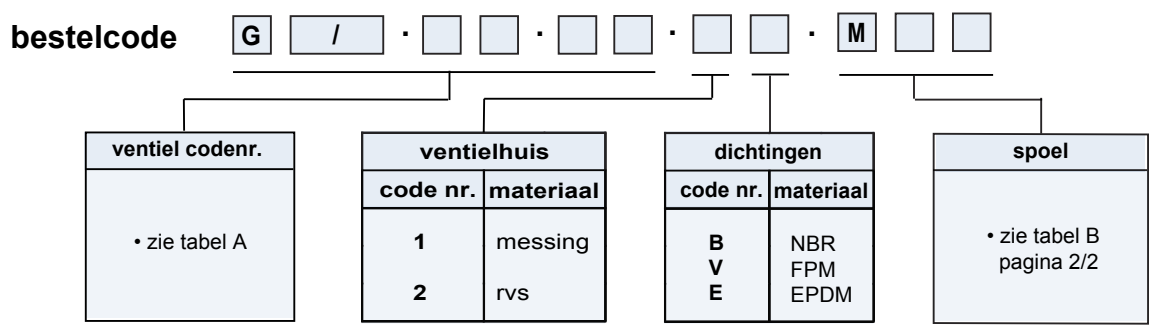 bestelcode G / · · · · M
ventiel codenr.
• zie tabel A
ventielhuis
code nr. materiaal
1 messing
2 rvs
dichtingen
code nr. materiaal
B NBR
V FPM
E EPDM
spoel
• zie tabel B
pagina 2/2